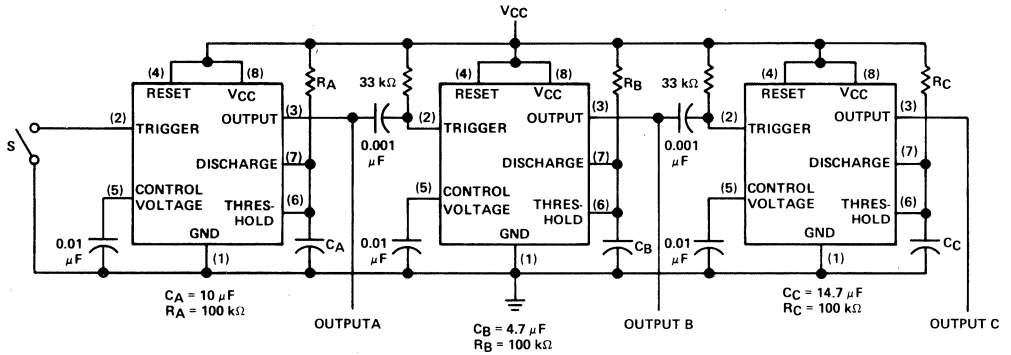 VCC
(4) (8)
RESET VCC
RA
33 kΩ
(4) (8)
RESET VCC
RB
33 kΩ
(4) (8)
RESET VCC
RC
S
(2)
TRIGGER
OUTPUT
(3)
0.001
μF
(2)
TRIGGER
OUTPUT
(3)
0.001
μF
(2)
TRIGGER
OUTPUT
(3)
DISCHARGE
(7)
DISCHARGE
(7)
DISCHARGE
(7)
(5)
CONTROL
VOLTAGE
THRES-
HOLD
(6)
(5)
CONTROL
VOLTAGE
THRES-
HOLD
(6)
(5)
CONTROL
VOLTAGE
THRES-
HOLD
(6)
0.01
μF
GND
(1)
CA
0.01
μF
GND
(1)
CB
0.01
μF
GND
(1)
CC
CA = 10 μF
RA = 100 kΩ
OUTPUT A
CB = 4.7 μF
RB = 100 kΩ
OUTPUT B
CC = 14.7 μF
RC = 100 kΩ
OUTPUT C